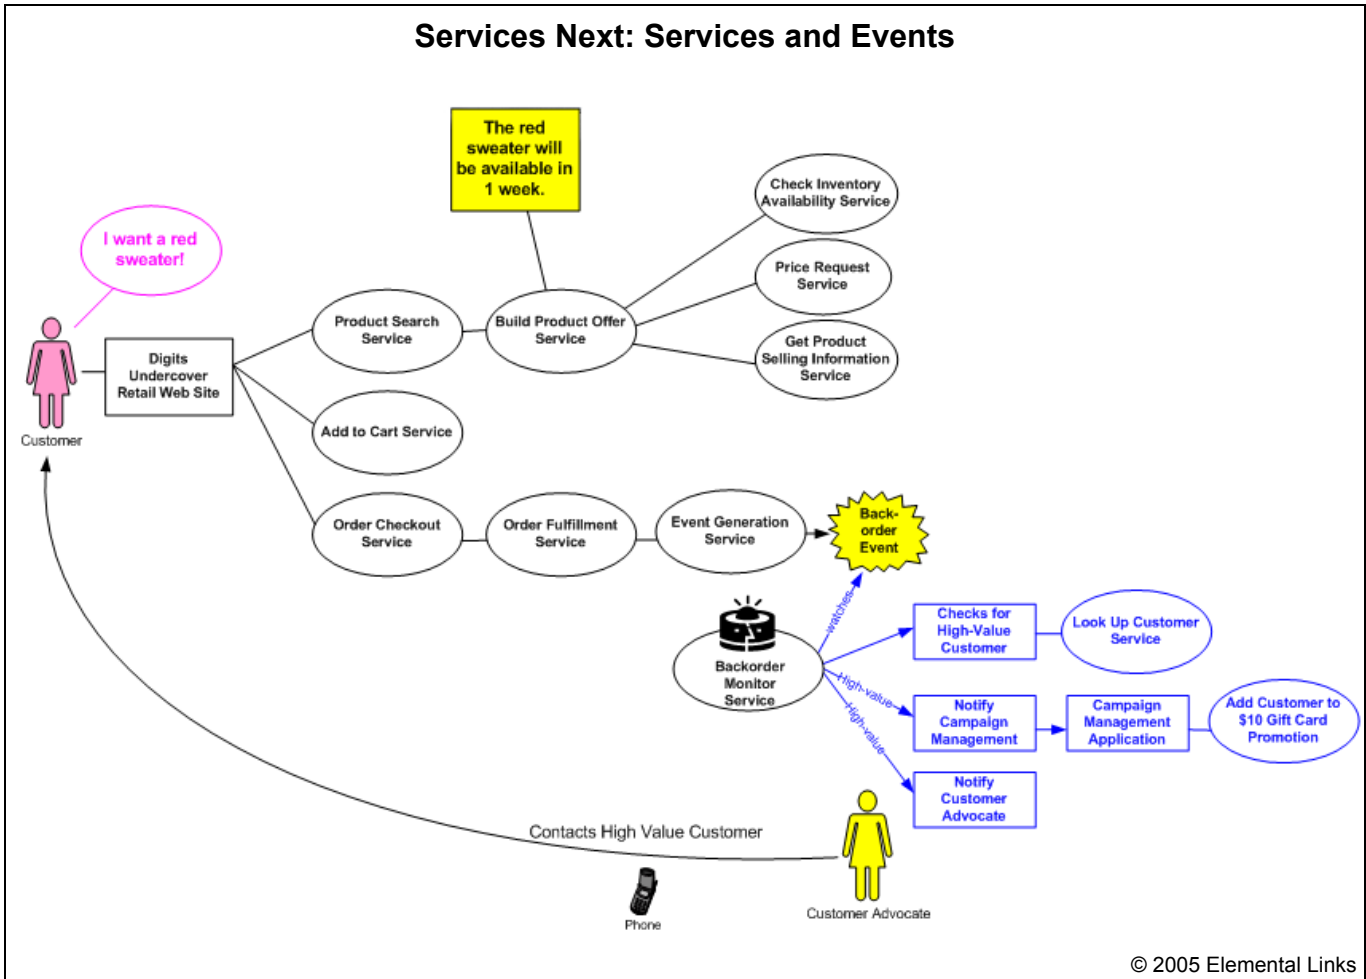 Services Next: Services and Events
The red
sweater will
be available in
1 week.
I want a red
sweater!
Check Inventory
Availability Service
Price Request
Service
Get Product
Selling Information
Service
Product Search
Service
Build Product Offer
Service
Digits
Undercover
Retail Web Site
Customer
Add to Cart Service
Order Checkout
Service
Order Fulfillment
Service
Event Generation
Service
Back-
order
Event
watches
Backorder
Monitor
Service
Checks for
High-Value
Customer
Look Up Customer
Service
High-value
Notify
Campaign
Management
Campaign
Management
Application
Add Customer to
$10 Gift Card
Promotion
High-value
Notify
Customer
Advocate
Contacts High Value Customer
Phone
Customer Advocate
© 2005 Elemental Links